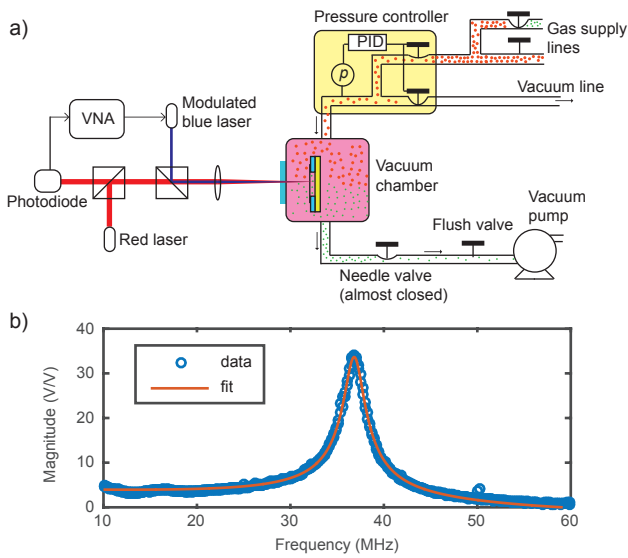 a)
Pressure controller
PID
p
Gas supply
lines
Vacuum line
VNA
Modulated
blue laser
Photodiode
Red laser
Vacuum
chamber
Vacuum
pump
Flush valve
Needle valve
(almost closed)
b)
40
30
20
10
0
Magnitude (V/V)
data
fit
10
20
30
40
50
60
Frequency (MHz)